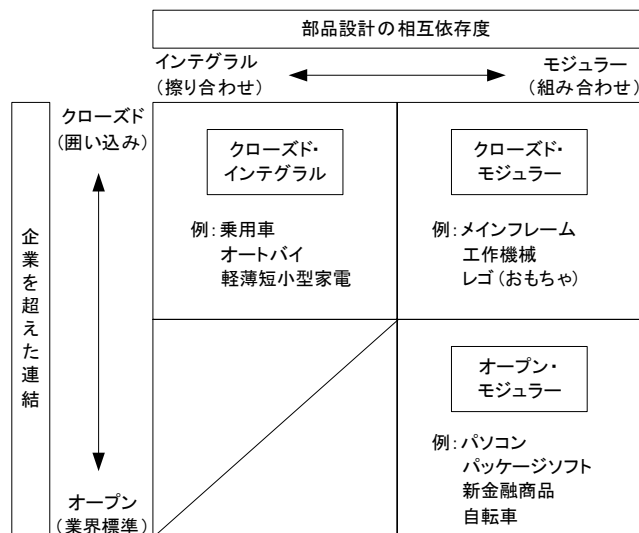 部品設計の相互依存度
インテグラル
(擦り合わせ)
モジュラー
(組み合わせ)
企業を超えた連結
クローズド
(囲い込み)
オープン
(業界標準)
クローズド・
インテグラル
例:乗用車
オートバイ
軽薄短小型家電
クローズド・
モジュラー
例:メインフレーム
工作機械
レゴ(おもちゃ)
オープン・
モジュラー
例:パソコン
パッケージソフト
新金融商品
自転車